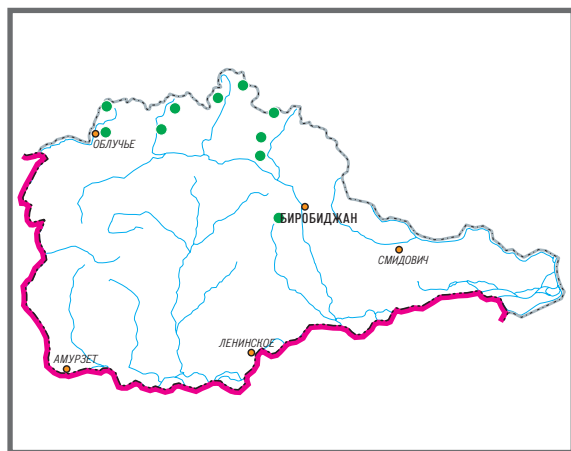 ОБЛУЧЬЕ
БИРОБИДЖАН
СМИДОВИЧ
ЛЕНИНСКОЕ
АМУРЗЕТ